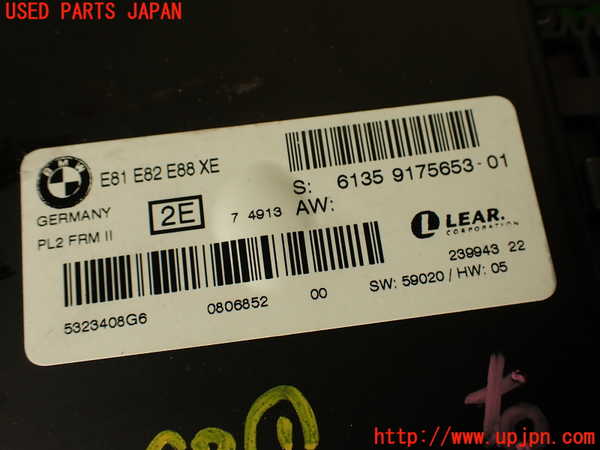 USED PARTS JAPAN
BMW
E81 E82 E88 XE
S: 6135 9175653-01
GERMANY
2E
7 4913
AW:
PL2 FRM II
LEAR.
CORPORATION
239943 22
5323408G6
0806852
00
SW: 59020 / HW: 05
http://www.upjpn.com/